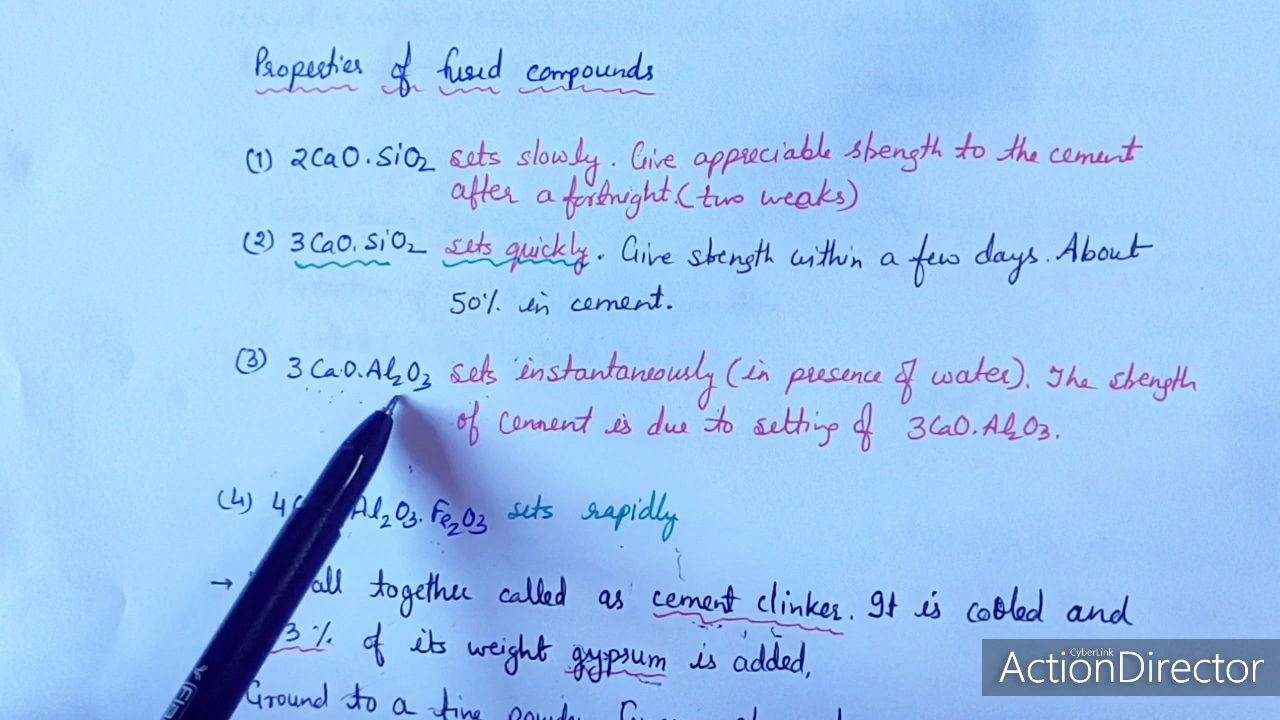 Properties of fused compounds
(1) 2CaO.SiO2 sets slowly. Give appreciable strength to the cement
after a fortnight.(two weaks)
(2) 3CaO.SiO2 sets quickly. Give strength within a few days. About
50% in cement.
(3) 3CaO.Al2O3 sets instantaneously (in presence of water). The strength
of cement is due to setting of 3CaO.Al2O3.
(4) 4 Al2O3.Fe2O3 sets rapidly
→ all together called as cement clinker. It is cooled and
3% of its weight gypsum is added,
Ground to a fine
CyberLink
ActionDirector